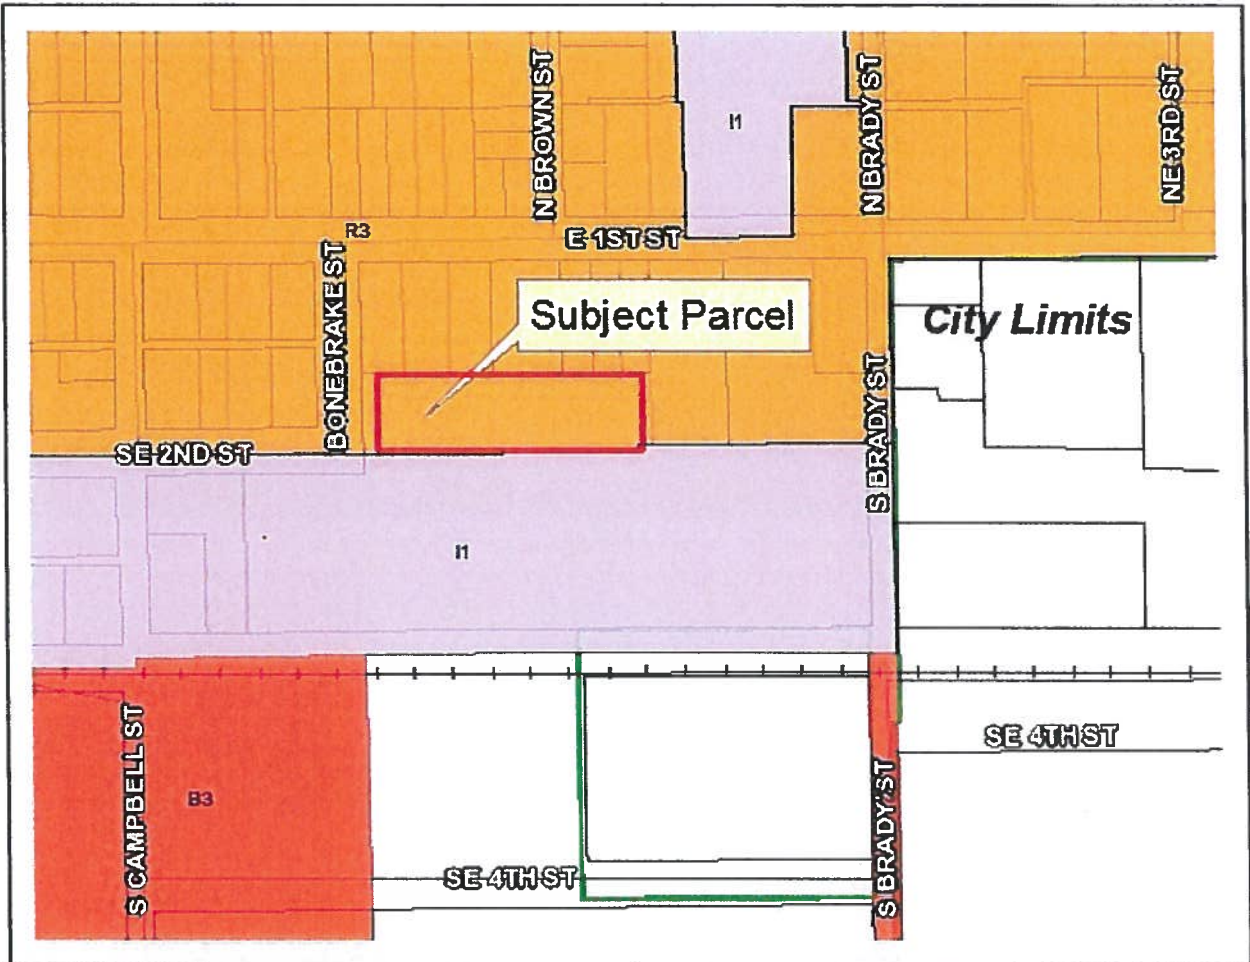 N BROWN ST
I1
N BRADY ST
NE 3RD ST
R3
E 1ST ST
BONEBRAKE ST
Subject Parcel
City Limits
S BRADY ST
SE 2ND ST
I1
S CAMPBELL ST
B3
SE 4TH ST
SE 4TH ST
S BRADY ST